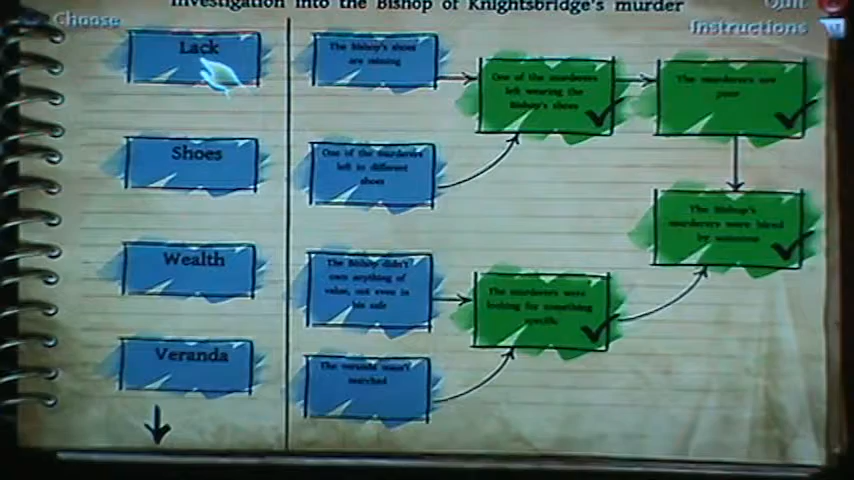 Investigation into the Bishop of Knightsbridge's murder
Quit
Choose
Instructions
Lack
Shoes
Wealth
Veranda
The Bishop's shoes
are missing
One of the murderers
left in different
shoes
The Bishop didn't
own anything of
value, not even in
his safe
The veranda wasn't
searched
One of the murderers
left wearing the
Bishop's shoes
The murderers were
looking for something
specific
The murderers are
poor
The Bishop's
murderers were hired
by someone